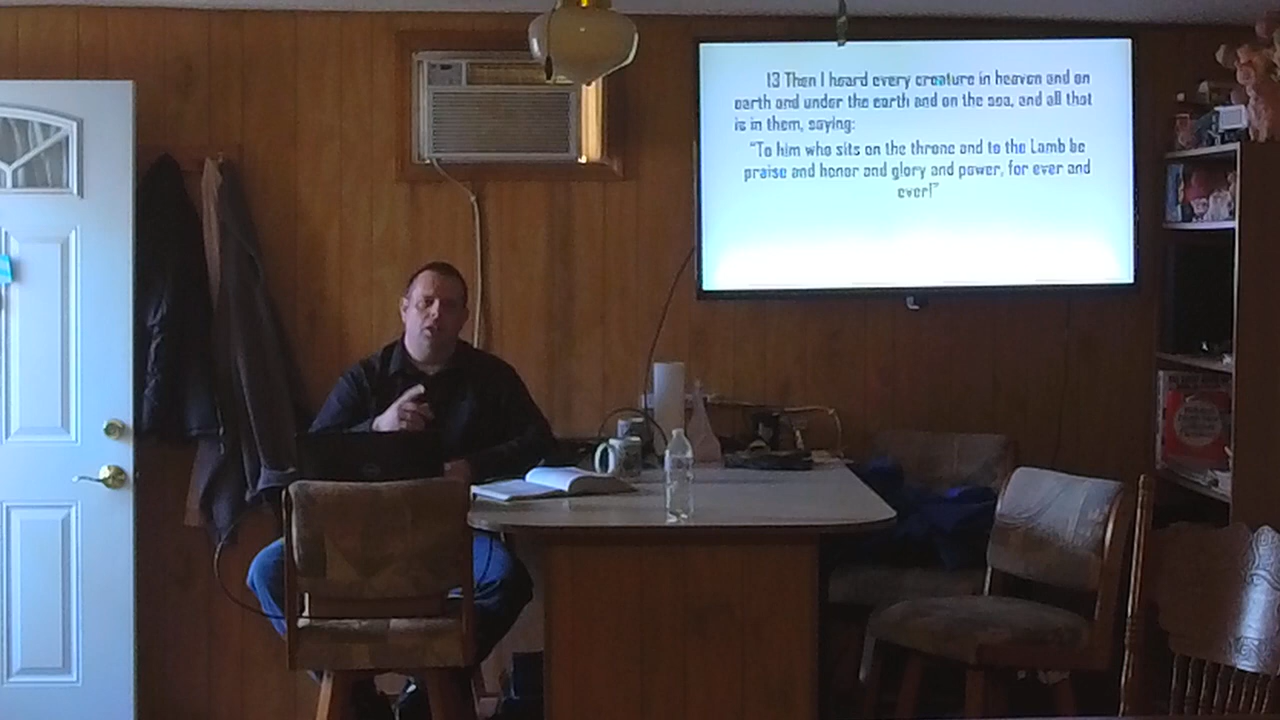 13 Then I heard every creature in heaven and on
earth and under the earth and on the sea, and all that
is in them, saying:
"To him who sits on the throne and to the Lamb be
praise and honor and glory and power, for ever and
ever!"